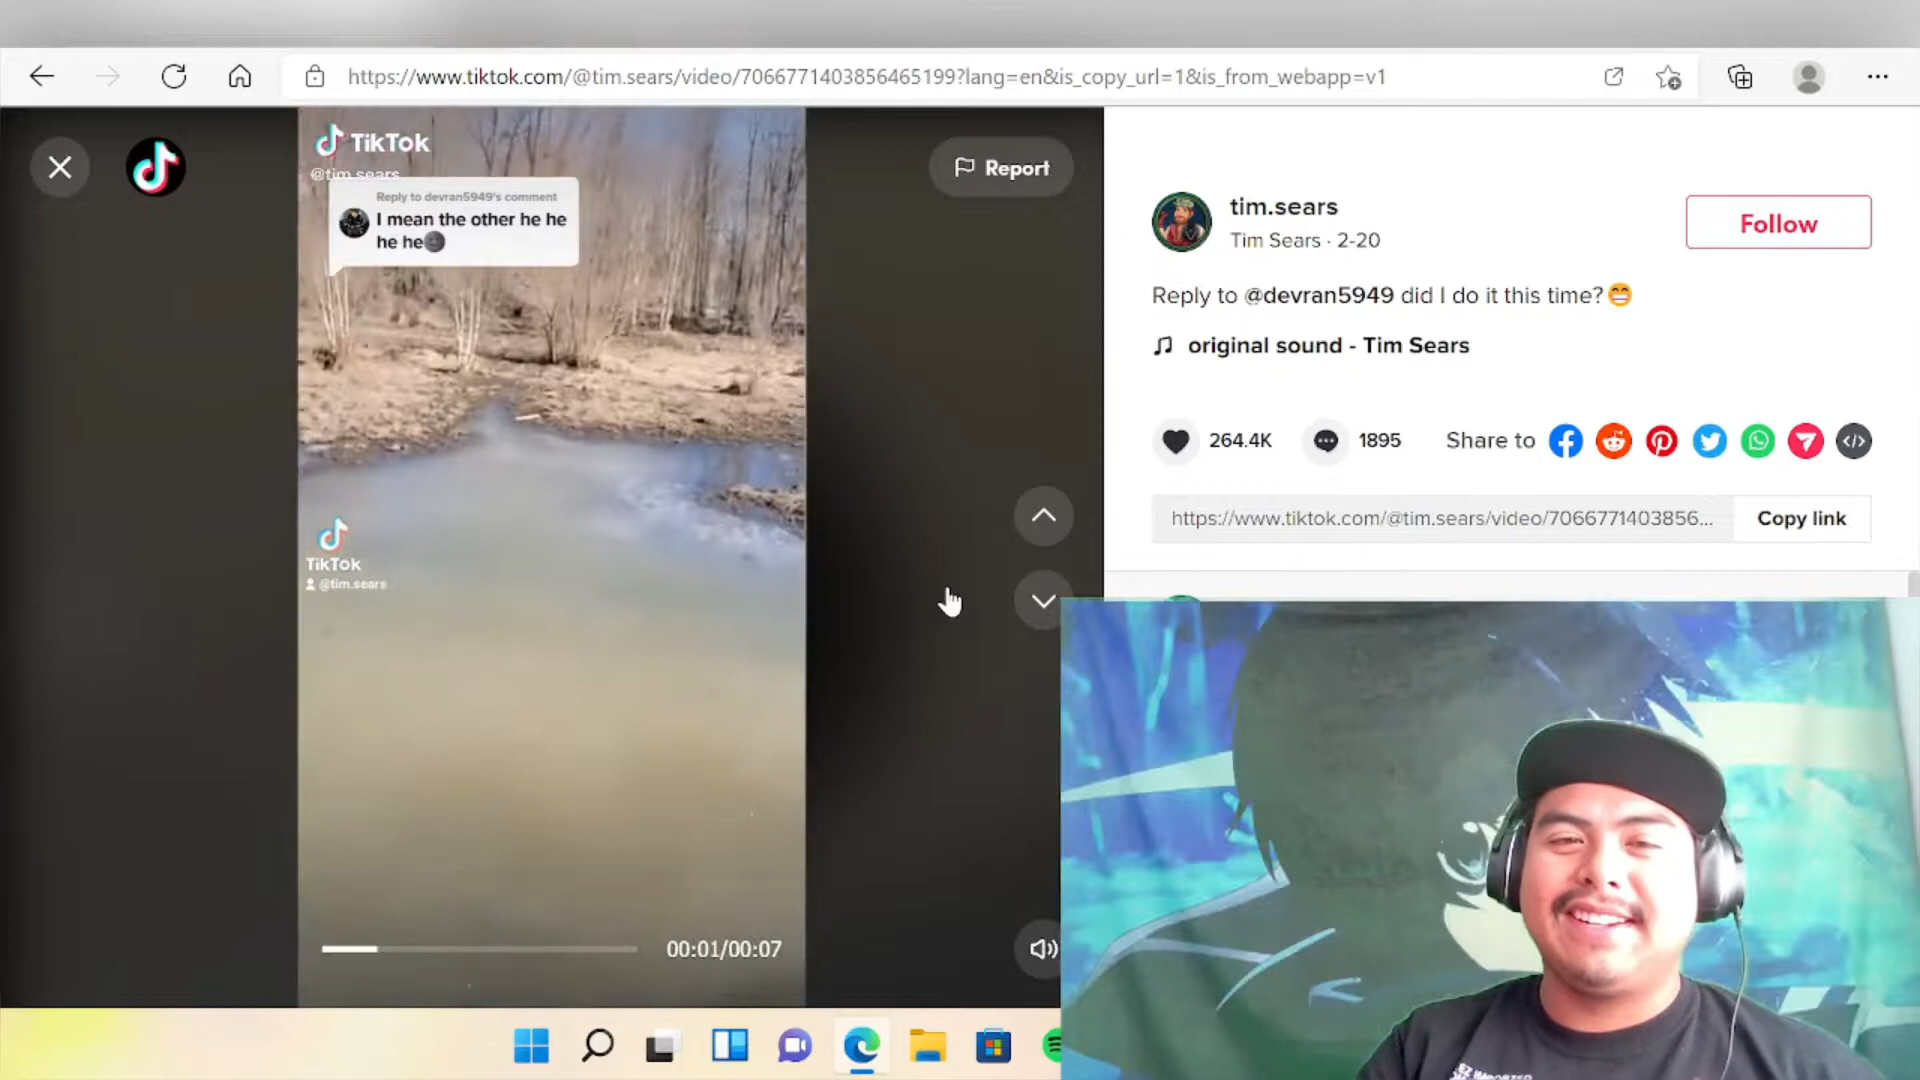 https://www.tiktok.com/@tim.sears/video/7066771403856465199?lang=en&is_copy_url=1&is_from_webapp=v1
TikTok
@tim.sears
Reply to devran5949's comment
I mean the other he he
he he🌚
Report
TikTok
@tim.sears
00:01/00:07
tim.sears
Tim Sears · 2-20
Follow
Reply to @devran5949 did I do it this time?😁
original sound - Tim Sears
264.4K
1895
Share to
https://www.tiktok.com/@tim.sears/video/7066771403856...
Copy link